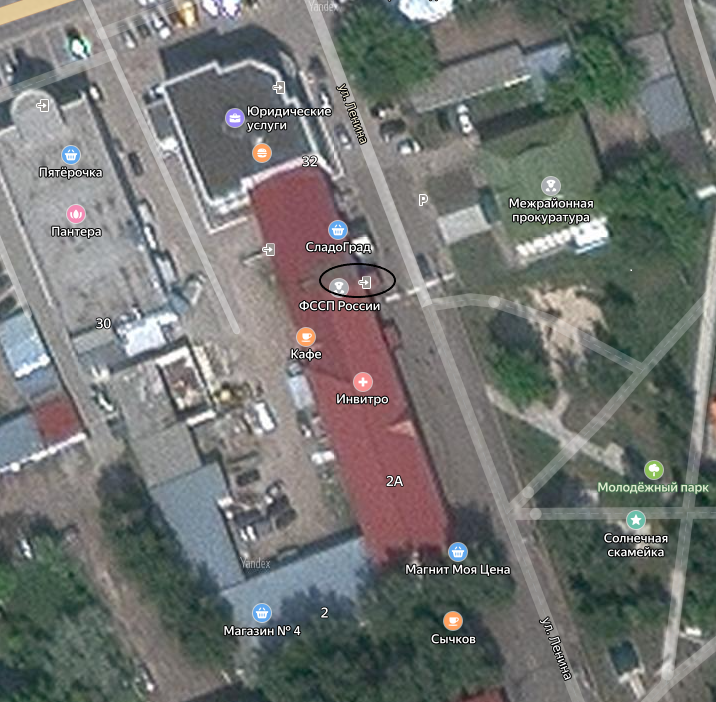 Yandex
ул. Ленина
Юридические
услуги
32
Пятёрочка
Межрайонная
прокуратура
P
Пантера
СладоГрад
ФССП России
30
Кафе
Инвитро
2А
Молодёжный парк
Солнечная
скамейка
Yandex
Магнит Моя Цена
2
Магазин № 4
Сычков
ул. Ленина